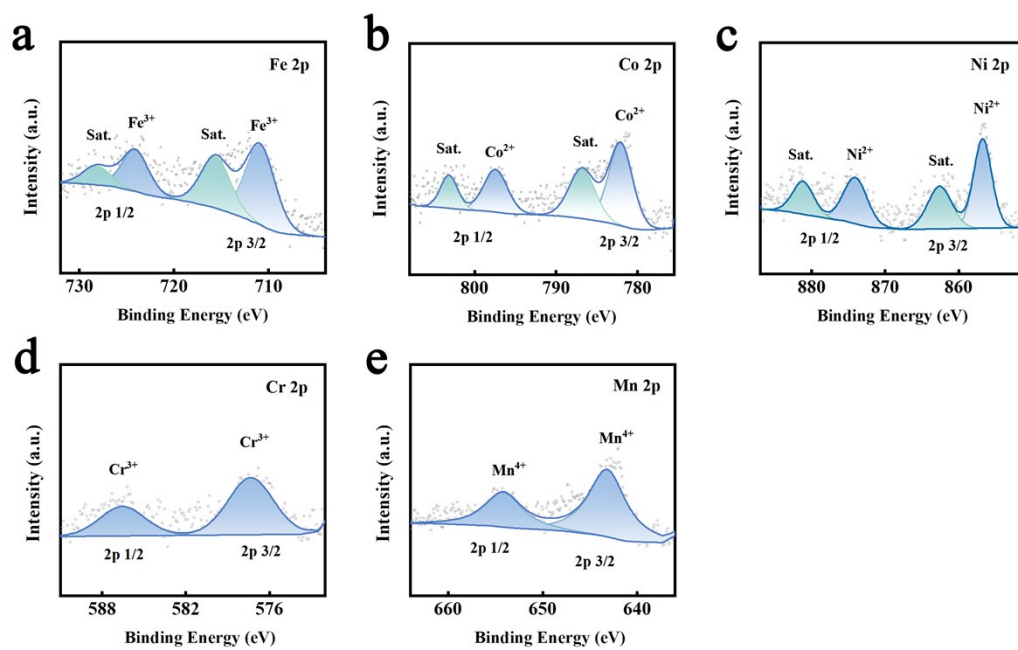 a
Fe 2p
Sat.
Fe³⁺
Sat.
Fe³⁺
2p 1/2
2p 3/2
Intensity (a.u.)
730
720
710
Binding Energy (eV)
b
Co 2p
Sat.
Co²⁺
Sat.
Co²⁺
2p 1/2
2p 3/2
Intensity (a.u.)
800
790
780
Binding Energy (eV)
c
Ni 2p
Sat.
Ni²⁺
Sat.
Ni²⁺
2p 1/2
2p 3/2
Intensity (a.u.)
880
870
860
Binding Energy (eV)
d
Cr 2p
Cr³⁺
Cr³⁺
2p 1/2
2p 3/2
Intensity (a.u.)
588
582
576
Binding Energy (eV)
e
Mn 2p
Mn⁴⁺
Mn⁴⁺
2p 1/2
2p 3/2
Intensity (a.u.)
660
650
640
Binding Energy (eV)